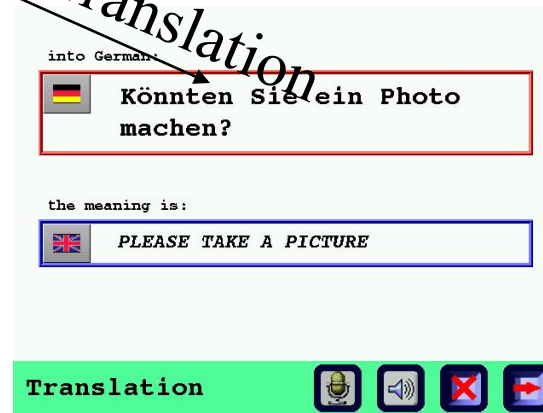 Translation
into German:
Könnten Sie ein Photo
machen?
the meaning is:
PLEASE TAKE A PICTURE
Translation